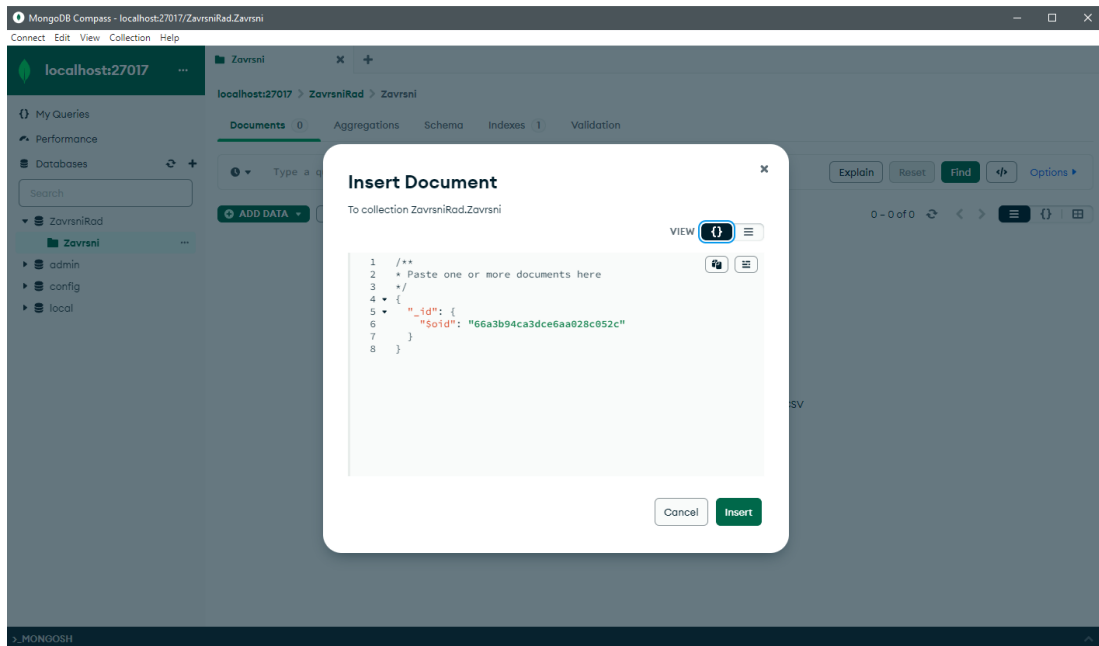 MongoDB Compass - localhost:27017/ZavrsniRad.Zavrsni
Connect Edit View Collection Help
localhost:27017 ...
{} My Queries
Performance
Databases
Search
ZavrsniRad
Zavrsni ...
admin
config
local
Zavrsni
localhost:27017 > ZavrsniRad > Zavrsni
Documents 0 Aggregations Schema Indexes 1 Validation
Type a q
Explain Reset Find </> Options
ADD DATA
0 – 0 of 0
SV
Insert Document
To collection ZavrsniRad.Zavrsni
VIEW {}
1 /**
2 * Paste one or more documents here
3 */
4 {
5 "_id": {
6 "$oid": "66a3b94ca3dce6aa028c052c"
7 }
8 }
Cancel Insert
>_MONGOSH